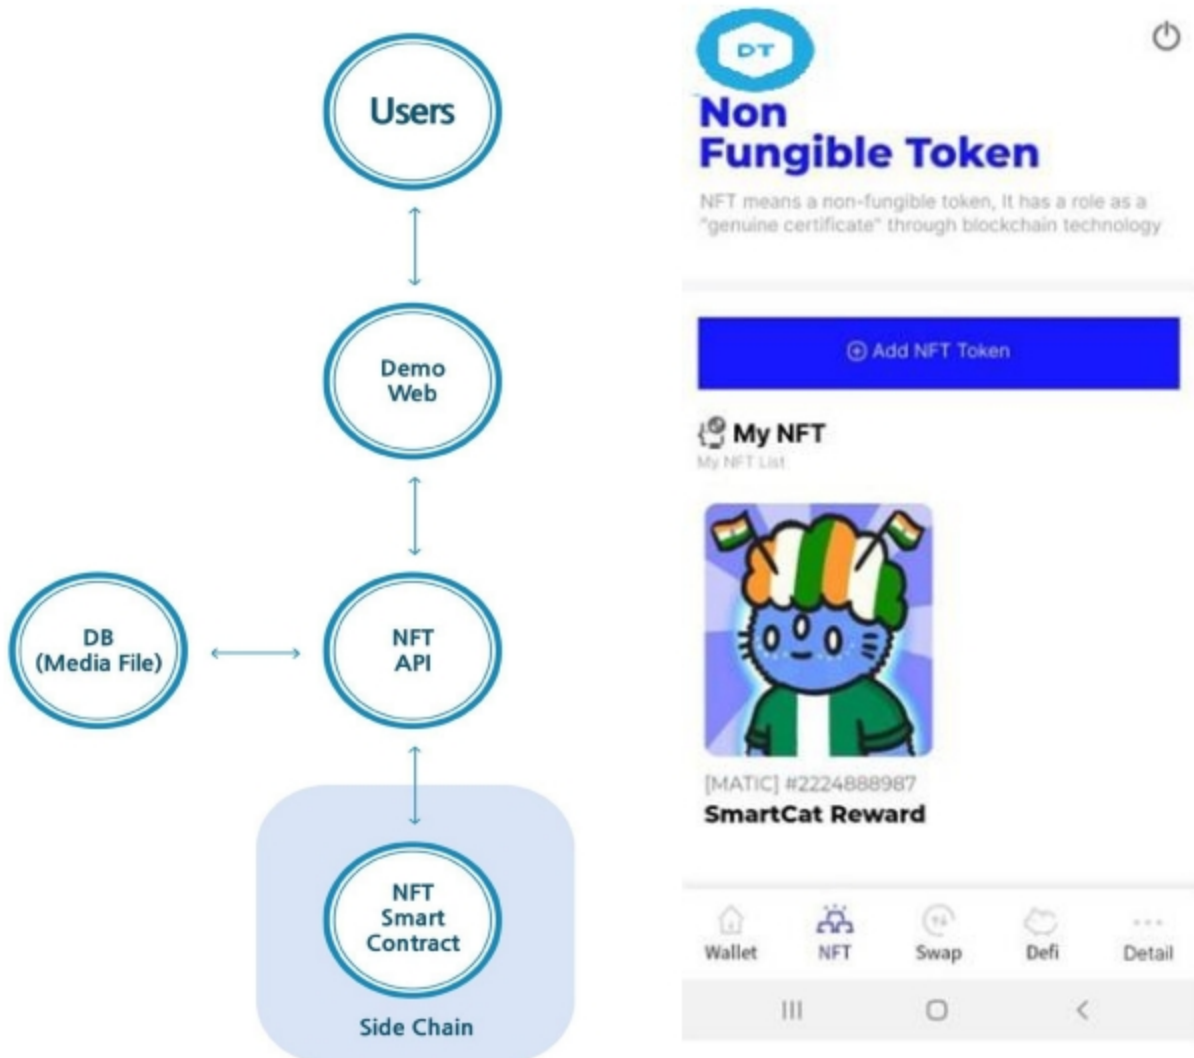 Users
Demo
Web
DB
(Media File)
NFT
API
NFT
Smart
Contract
Side Chain
DT
Non
Fungible Token
NFT means a non-fungible token, It has a role as a
"genuine certificate" through blockchain technology
Add NFT Token
My NFT
My NFT List
[MATIC] #2224888987
SmartCat Reward
Wallet NFT Swap Defi Detail